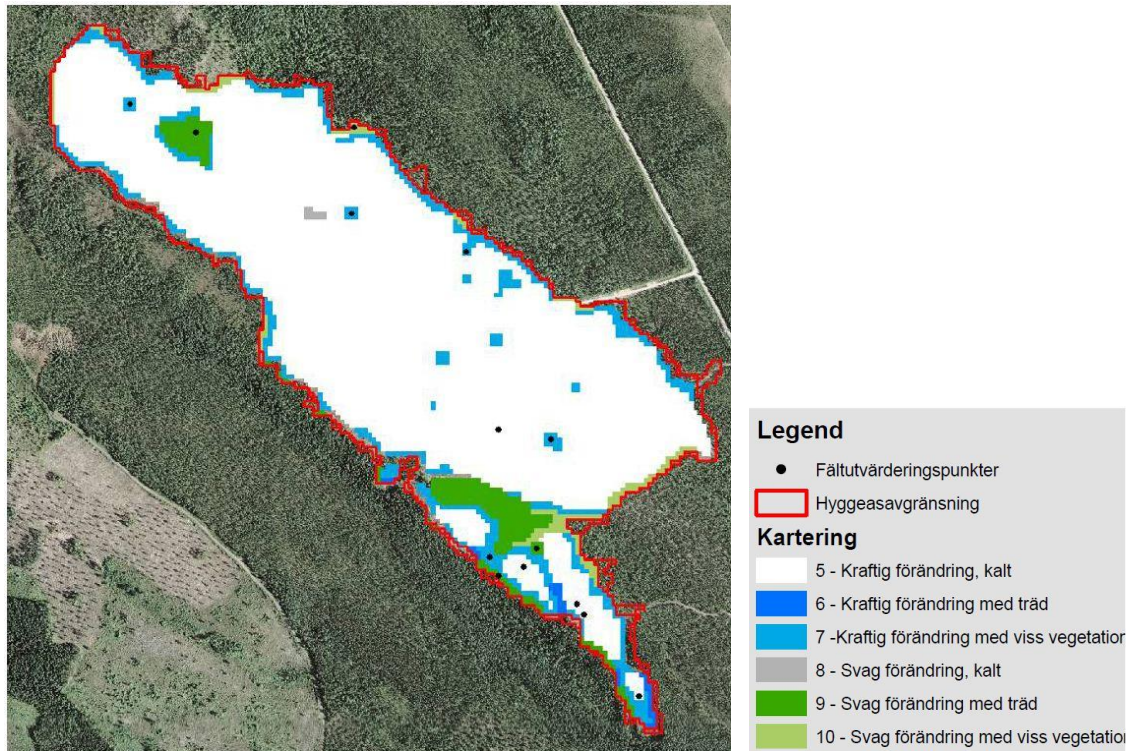 Legend
Fältutvärderingspunkter
Hyggeasavgränsning
Kartering
5 - Kraftig förändring, kalt
6 - Kraftig förändring med träd
7 -Kraftig förändring med viss vegetation
8 - Svag förändring, kalt
9 - Svag förändring med träd
10 - Svag förändring med viss vegetation